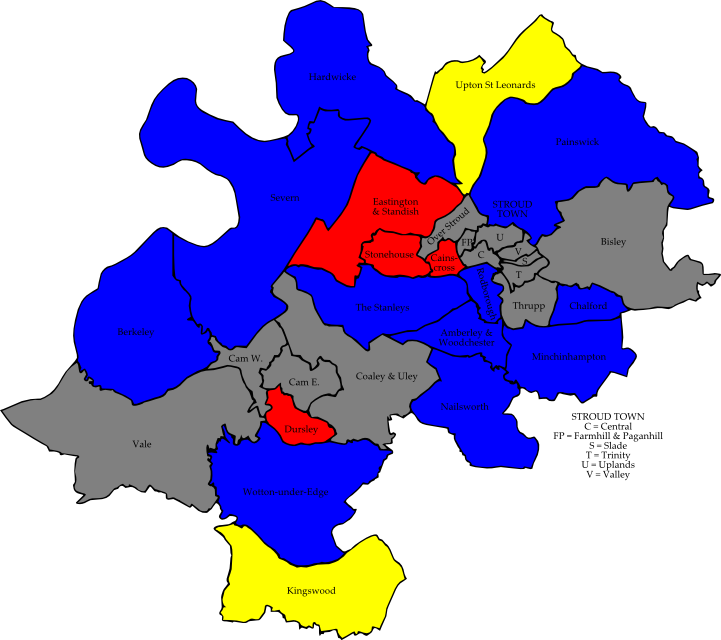 Hardwicke
Upton St Leonards
Painswick
Severn
Eastington
& Standish
STROUD
TOWN
Over Stroud
FP
U
V
S
C
T
Bisley
Stonehouse
Cains-
cross
Rodborough
The Stanleys
Thrupp
Chalford
Berkeley
Amberley &
Woodchester
Minchinhampton
Cam W.
Cam E.
Coaley & Uley
Nailsworth
Dursley
Vale
STROUD TOWN
C = Central
FP = Farmhill & Paganhill
S = Slade
T = Trinity
U = Uplands
V = Valley
Wotton-under-Edge
Kingswood